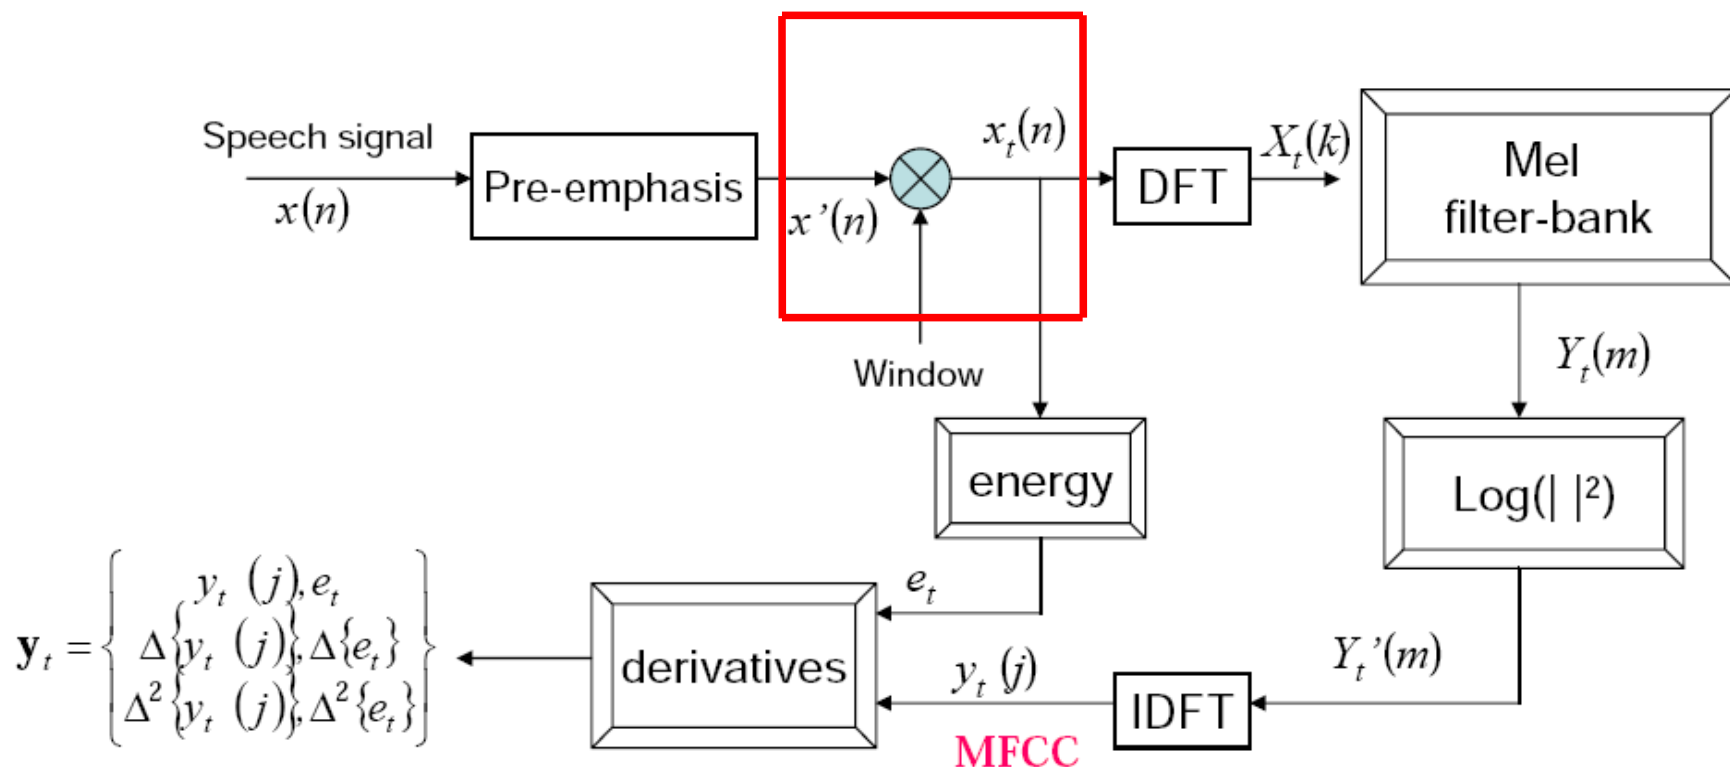 Speech signal
x(n)
Pre-emphasis
x’(n)
x_t(n)
Window
DFT
X_t(k)
Mel
filter-bank
Y_t(m)
Log(| |²)
Y_t’(m)
IDFT
y_t (j)
MFCC
energy
e_t
derivatives
y_t = { y_t (j), e_t
Δ{y_t (j)}, Δ{e_t}
Δ²{y_t (j)}, Δ²{e_t} }